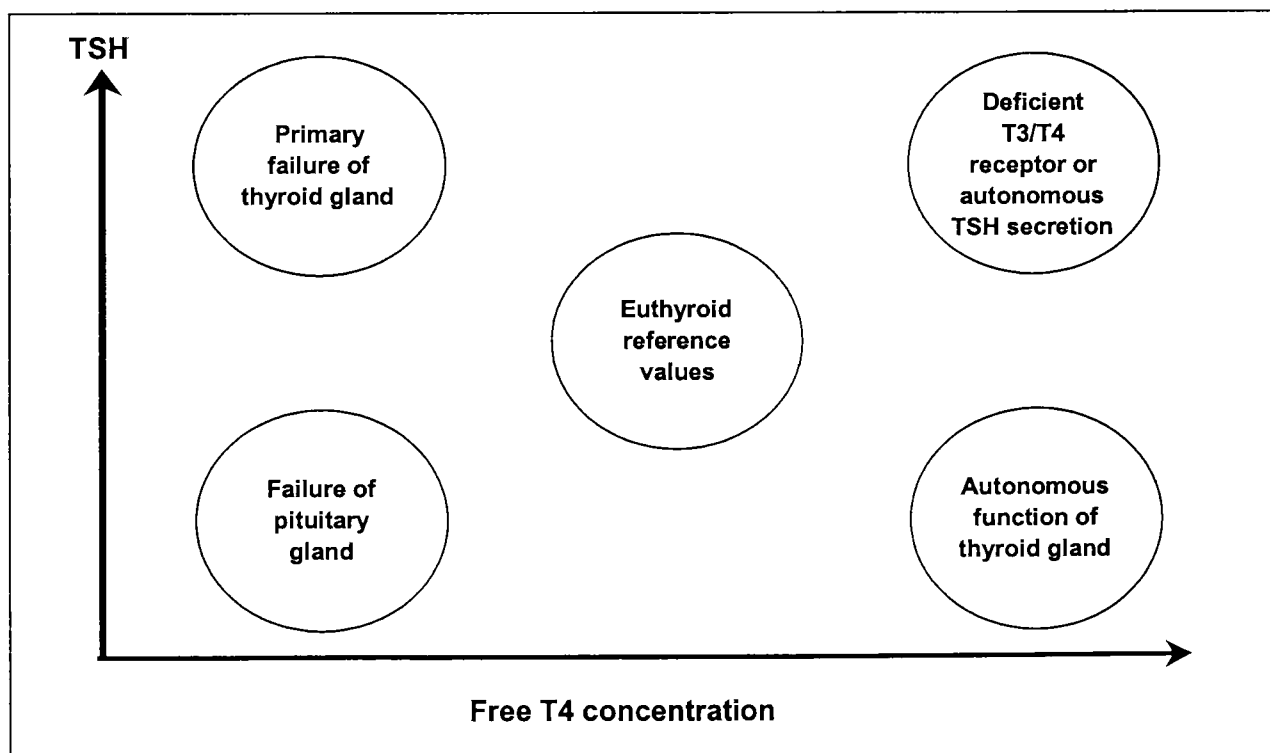 TSH
Primary
failure of
thyroid gland
Deficient
T3/T4
receptor or
autonomous
TSH secretion
Euthyroid
reference
values
Failure of
pituitary
gland
Autonomous
function of
thyroid gland
Free T4 concentration